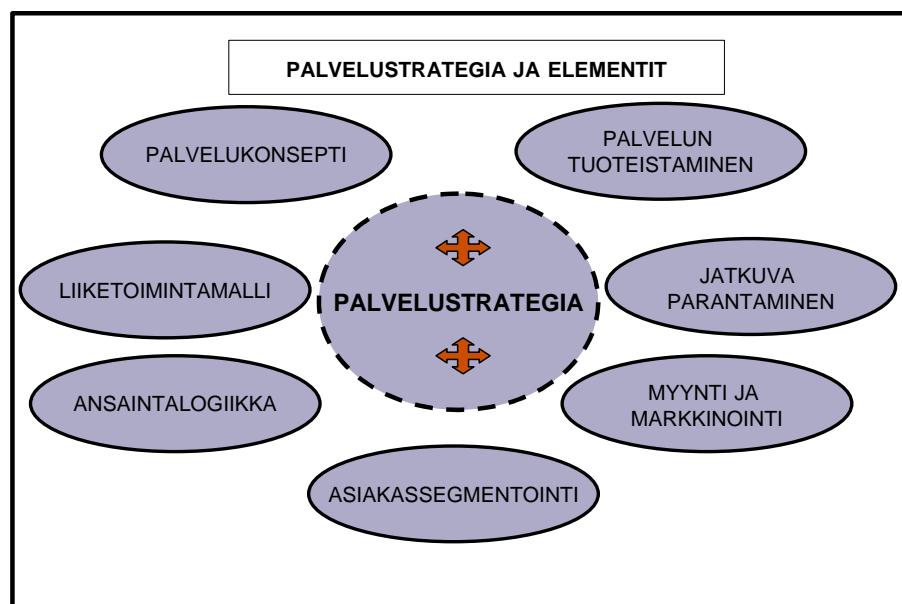 PALVELUSTRATEGIA JA ELEMENTIT
PALVELUKONSEPTI
PALVELUN
TUOTEISTAMINEN
LIIKETOIMINTAMALLI
PALVELUSTRATEGIA
JATKUVA
PARANTAMINEN
ANSAINTALOGIIKKA
MYYNTI JA
MARKKINOINTI
ASIAKASSEGMENTOINTI